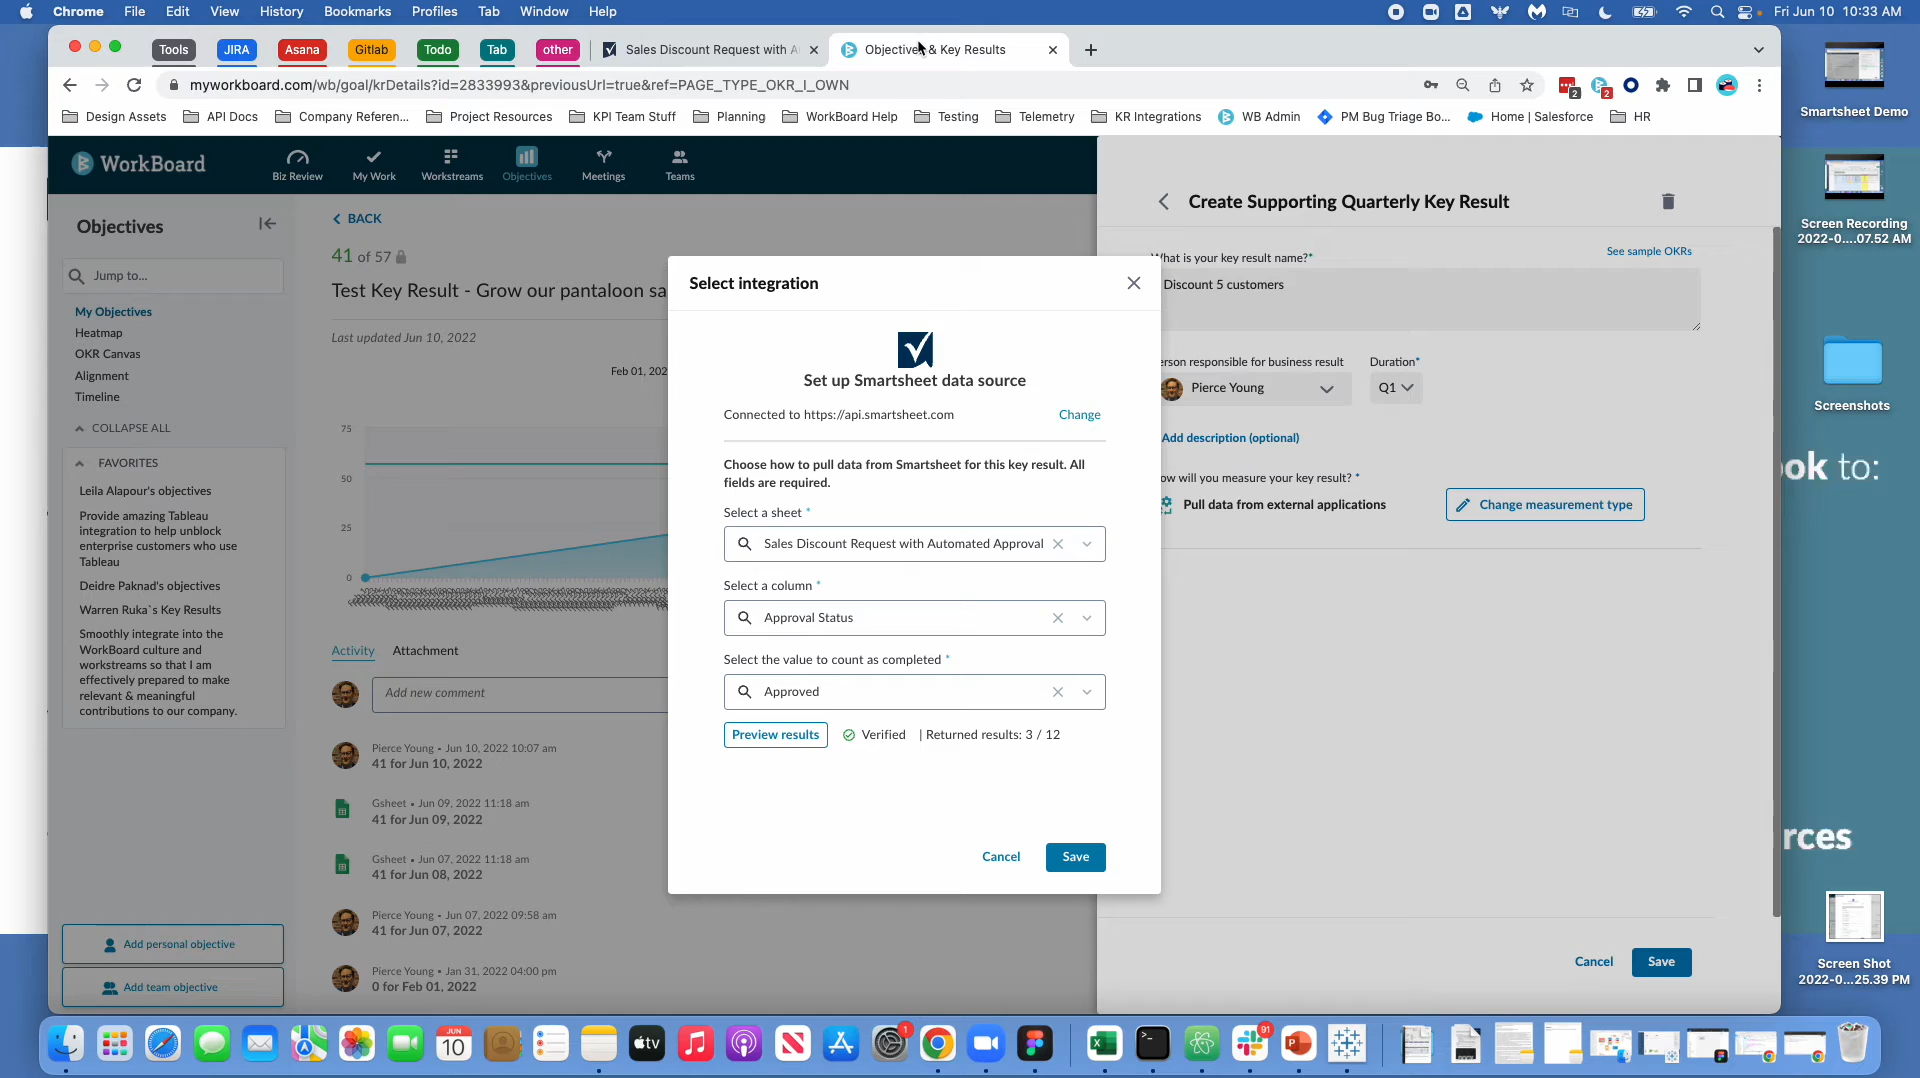 Chrome File Edit View History Bookmarks Profiles Tab Window Help Fri Jun 10 10:33 AM
Tools JIRA Asana Gitlab Todo Tab other Sales Discount Request with A Objectives & Key Results
myworkboard.com/wb/goal/krDetails?id=2833993&previousUrl=true&ref=PAGE_TYPE_OKR_I_OWN 2 2
Design Assets API Docs Company Referen... Project Resources KPI Team Stuff Planning WorkBoard Help Testing Telemetry KR Integrations WB Admin PM Bug Triage Bo... Home | Salesforce HR
WorkBoard
Biz Review My Work Workstreams Objectives Meetings Teams
Objectives
Jump to...
My Objectives
Heatmap
OKR Canvas
Alignment
Timeline
COLLAPSE ALL
FAVORITES
Leila Alapour's objectives
Provide amazing Tableau
integration to help unblock
enterprise customers who use
Tableau
Deidre Paknad's objectives
Warren Ruka`s Key Results
Smoothly integrate into the
WorkBoard culture and
workstreams so that I am
effectively prepared to make
relevant & meaningful
contributions to our company.
Add personal objective
Add team objective
BACK
41 of 57
Test Key Result - Grow our pantaloon sa
Last updated Jun 10, 2022
Feb 01, 202
75
50
25
0
Activity Attachment
Add new comment
Pierce Young • Jun 10, 2022 10:07 am
41 for Jun 10, 2022
Gsheet • Jun 09, 2022 11:18 am
41 for Jun 09, 2022
Gsheet • Jun 07, 2022 11:18 am
41 for Jun 08, 2022
Pierce Young • Jun 07, 2022 09:58 am
41 for Jun 07, 2022
Pierce Young • Jan 31, 2022 04:00 pm
0 for Feb 01, 2022
Select integration
Set up Smartsheet data source
Connected to https://api.smartsheet.com Change
Choose how to pull data from Smartsheet for this key result. All
fields are required.
Select a sheet *
Sales Discount Request with Automated Approval
Select a column *
Approval Status
Select the value to count as completed *
Approved
Preview results Verified | Returned results: 3 / 12
Cancel Save
Create Supporting Quarterly Key Result
See sample OKRs
What is your key result name?*
Discount 5 customers
erson responsible for business result Duration*
Pierce Young Q1
Add description (optional)
ow will you measure your key result? *
Pull data from external applications Change measurement type
Cancel Save
Smartsheet Demo
Screen Recording
2022-0....07.52 AM
Screenshots
ok to:
rces
Screen Shot
2022-0...25.39 PM
JUN
10
tv
1
91